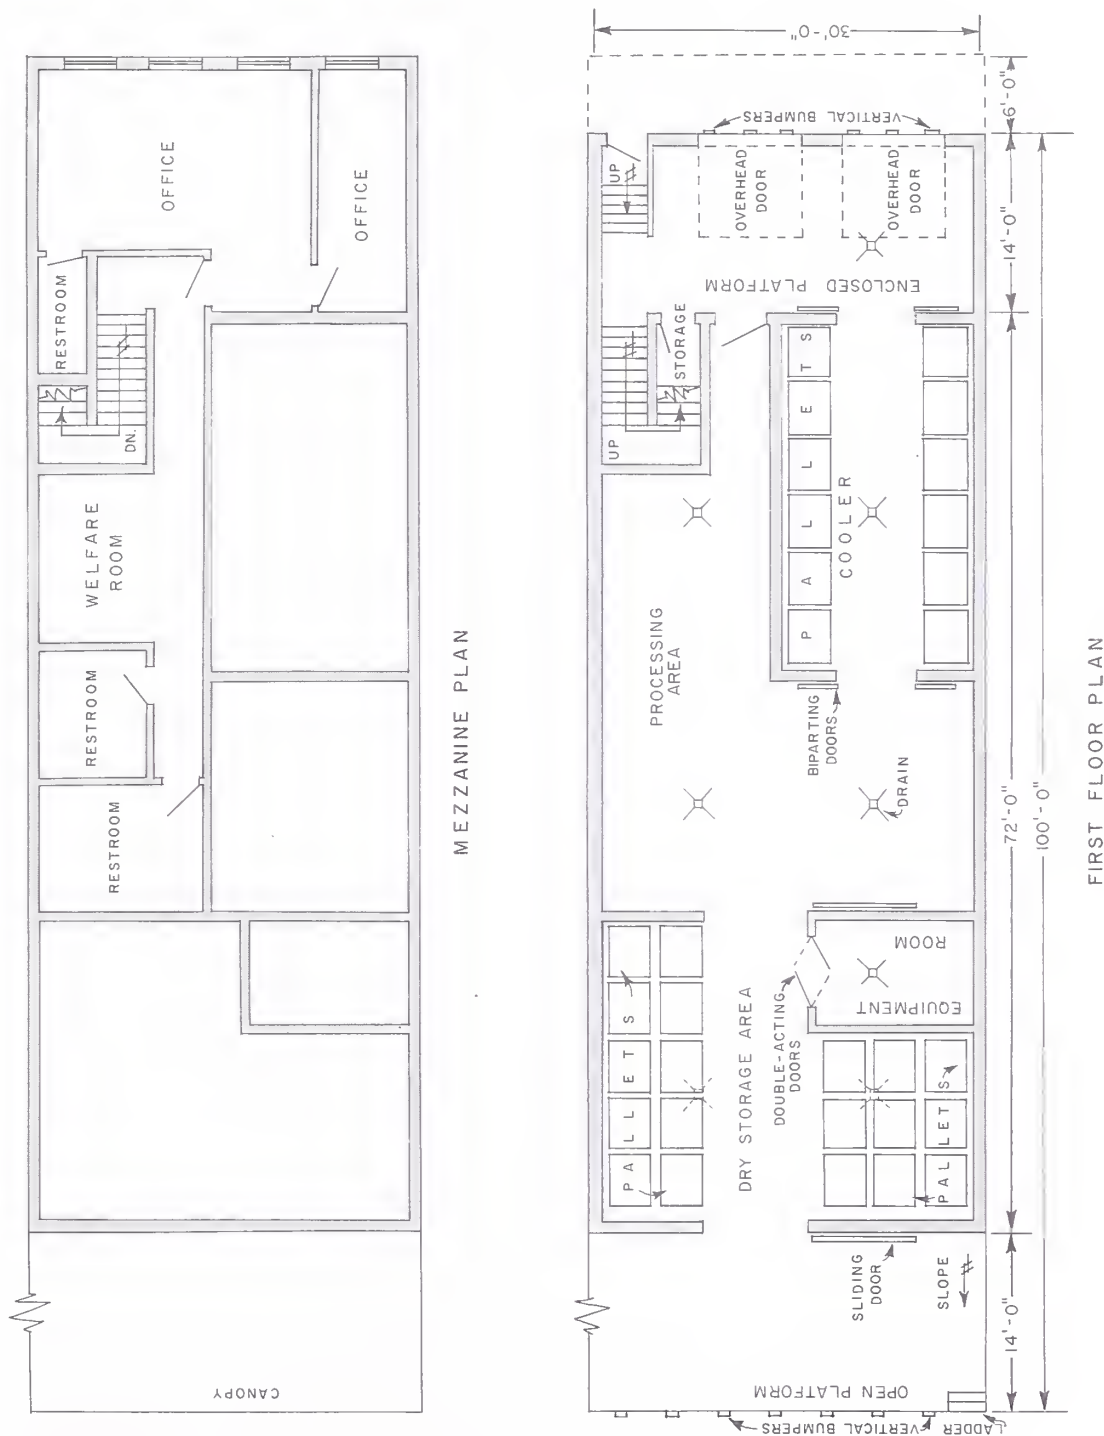 OFFICE
OFFICE
RESTROOM
DN.
WELFARE
ROOM
RESTROOM
RESTROOM
CANOPY
MEZZANINE PLAN
30'-0"
6'-0"
VERTICAL BUMPERS
UP
OVERHEAD
DOOR
OVERHEAD
DOOR
14'-0"
ENCLOSED PLATFORM
STORAGE
UP
PALLETS
COOLER
PROCESSING
AREA
BIPARTING
DOORS
DRAIN
72'-0"
100'-0"
EQUIPMENT
ROOM
DOUBLE-ACTING
DOORS
DRY STORAGE AREA
PALLETS
PALLETS
SLIDING
DOOR
SLOPE
14'-0"
OPEN PLATFORM
VERTICAL BUMPERS
LADDER
FIRST FLOOR PLAN